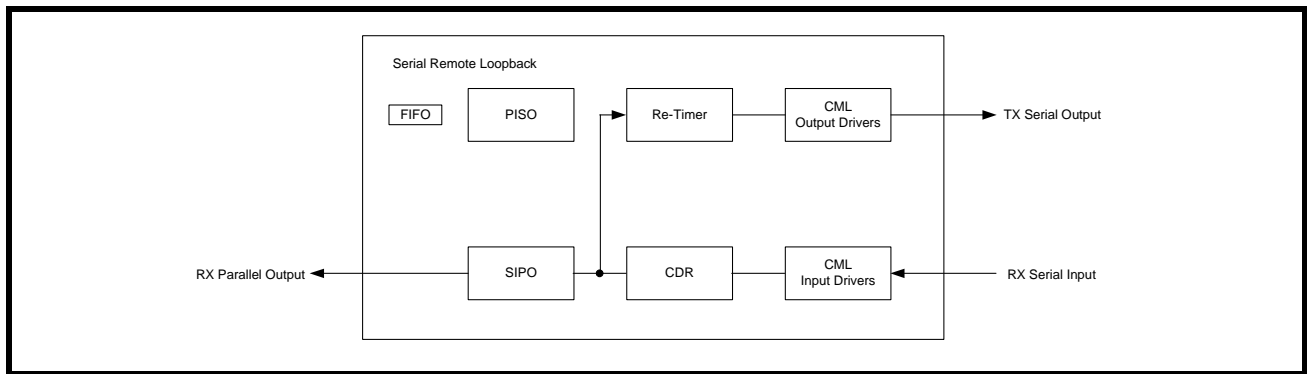 Serial Remote Loopback
FIFO
PISO
Re-Timer
CML
Output Drivers
TX Serial Output
RX Parallel Output
SIPO
CDR
CML
Input Drivers
RX Serial Input